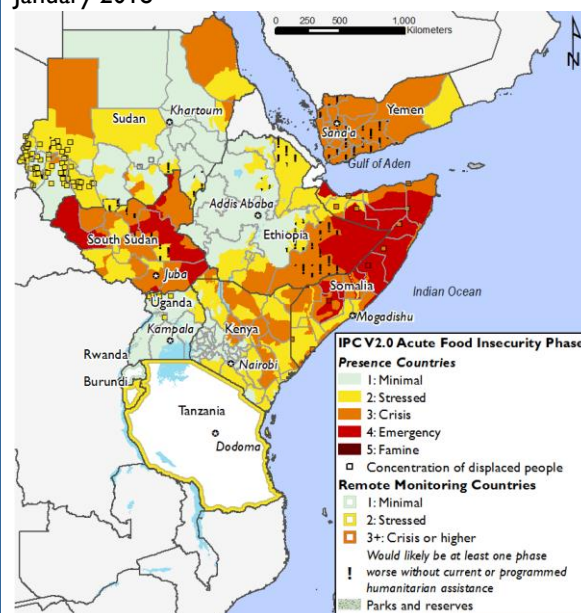 0 250 500 1,000
Kilometers
N
Sudan
Khartoum
Yemen
Sana'a
Gulf of Aden
Addis Ababa
Ethiopia
South Sudan
Juba
Somalia
Indian Ocean
Mogadishu
Uganda
Kampala
Kenya
Nairobi
Rwanda
Burundi
Tanzania
Dodoma
IPC V2.0 Acute Food Insecurity Phase
Presence Countries
1: Minimal
2: Stressed
3: Crisis
4: Emergency
5: Famine
Concentration of displaced people
Remote Monitoring Countries
1: Minimal
2: Stressed
3+: Crisis or higher
Would likely be at least one phase
! worse without current or programmed
humanitarian assistance
Parks and reserves